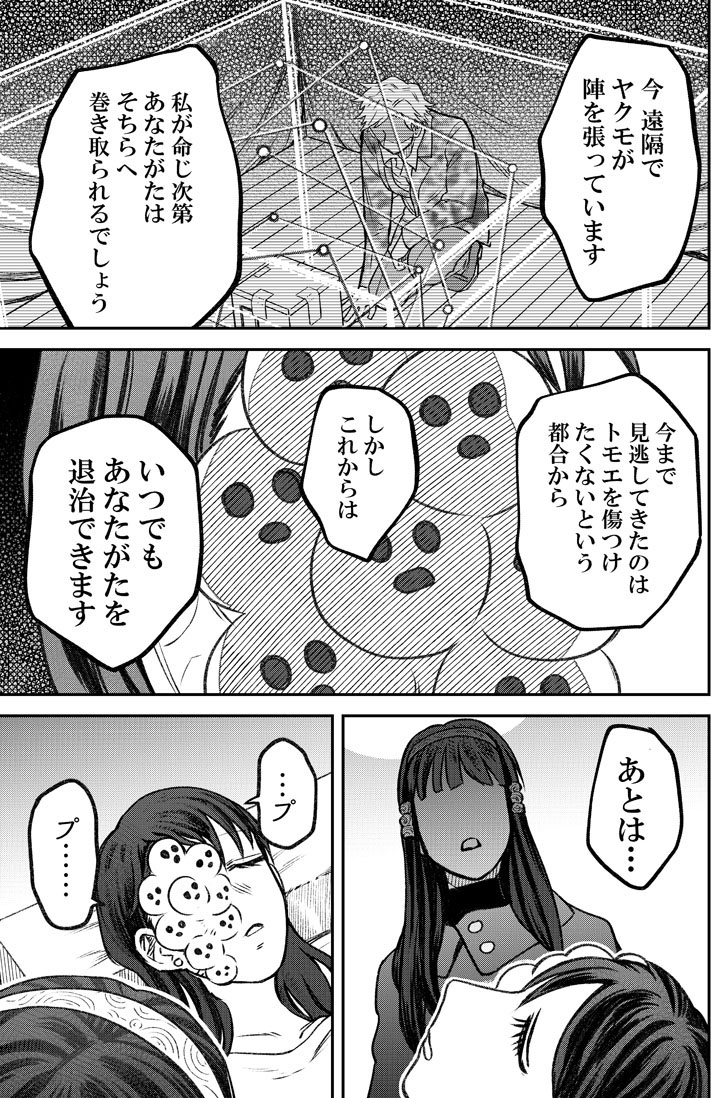 今 遠隔で
ヤクモが
陣を張っています
私が命じ次第
あなたがたは
そちらへ
巻き取られるでしょう
今まで
見逃してきたのは
トモエを傷つけ
たくないという
都合から
しかし
これからは
いつでも
あなたがたを
退治できます
あとは…
…プ
プ……